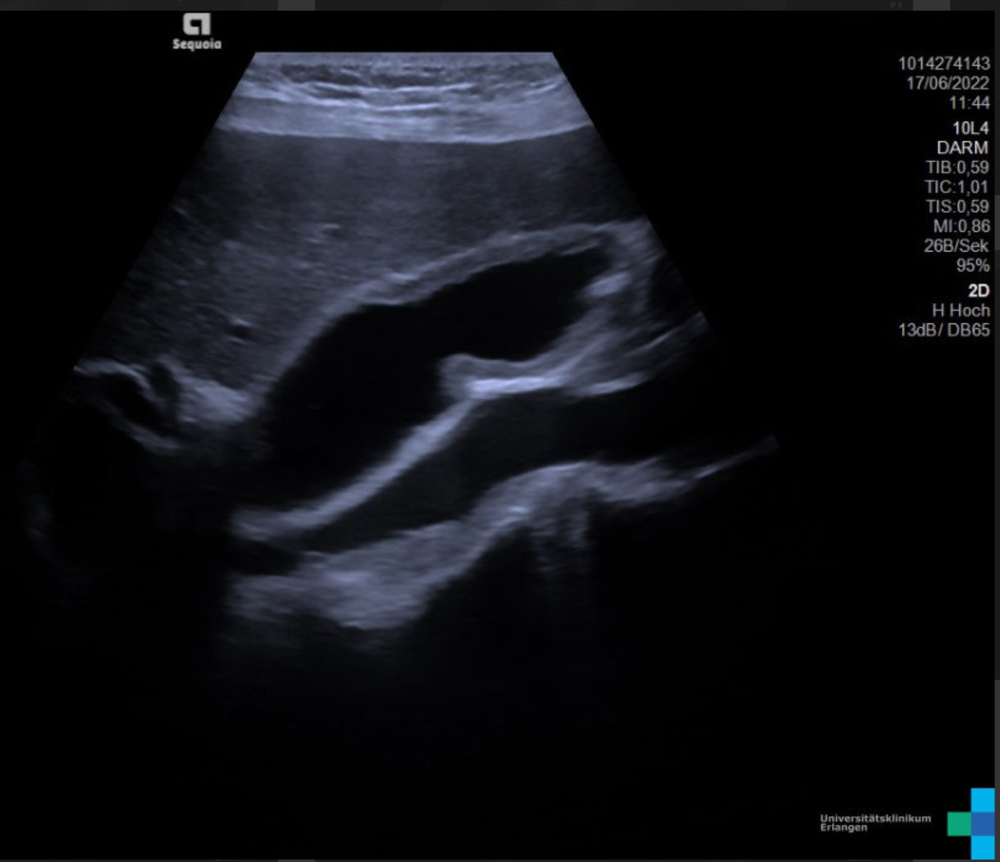 Sequoia
1014274143
17/06/2022
11:44
10L4
DARM
TIB:0,59
TIC:1,01
TIS:0,59
MI:0,86
26B/Sek
95%
2D
H Hoch
13dB/ DB65
Universitätsklinikum
Erlangen